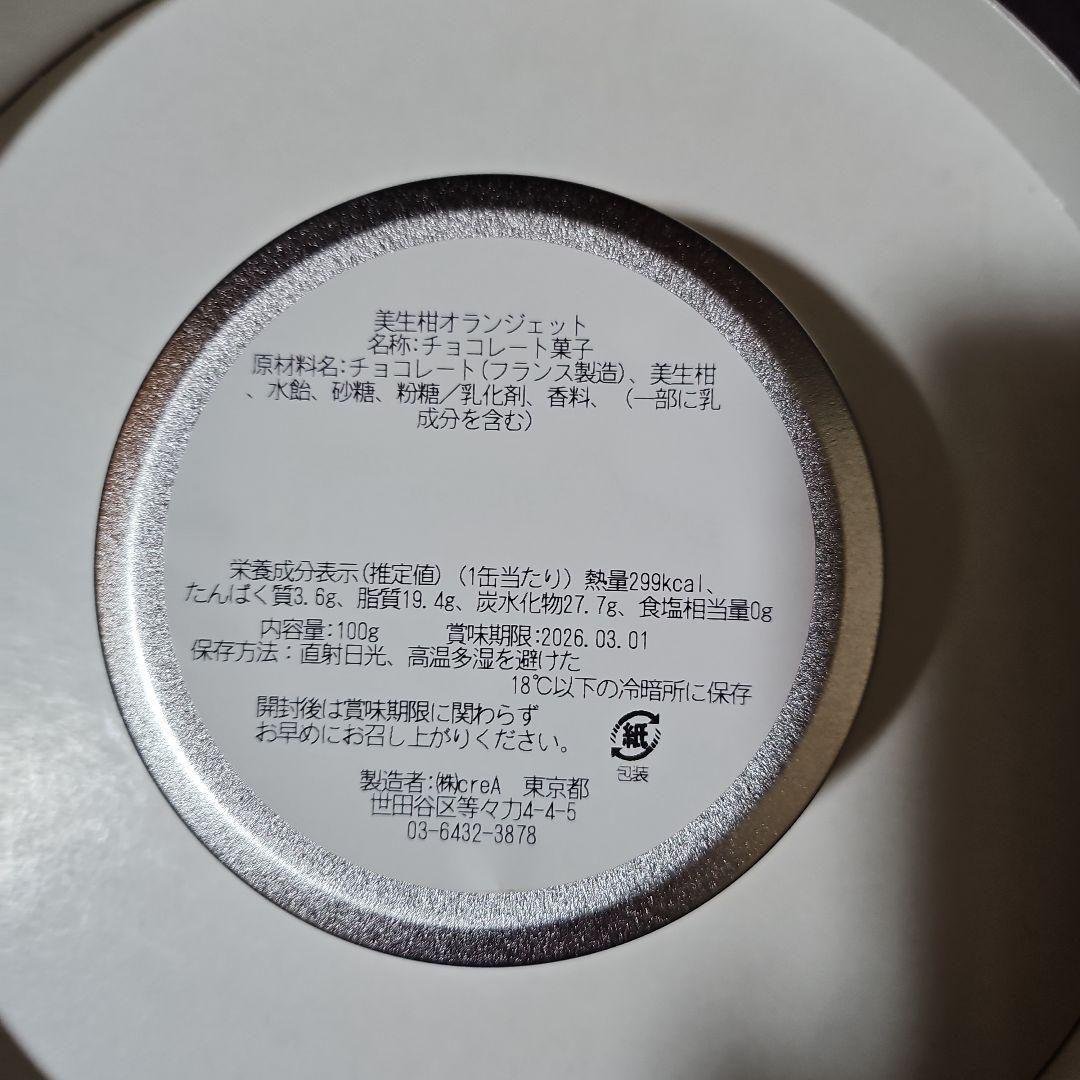 美生柑オランジェット
名称:チョコレート菓子
原材料名:チョコレート(フランス製造)、美生柑
、水飴、砂糖、粉糖／乳化剤、香料、（一部に乳
成分を含む）
栄養成分表示(推定値)（1缶当たり）熱量299kcal、
たんぱく質3.6g、脂質19.4g、炭水化物27.7g、食塩相当量0g
内容量:100g 賞味期限:2026.03.01
保存方法：直射日光、高温多湿を避けた
18℃以下の冷暗所に保存
開封後は賞味期限に関わらず
お早めにお召し上がりください。
紙
包装
製造者:㈱creA 東京都
世田谷区等々力4-4-5
03-6432-3878